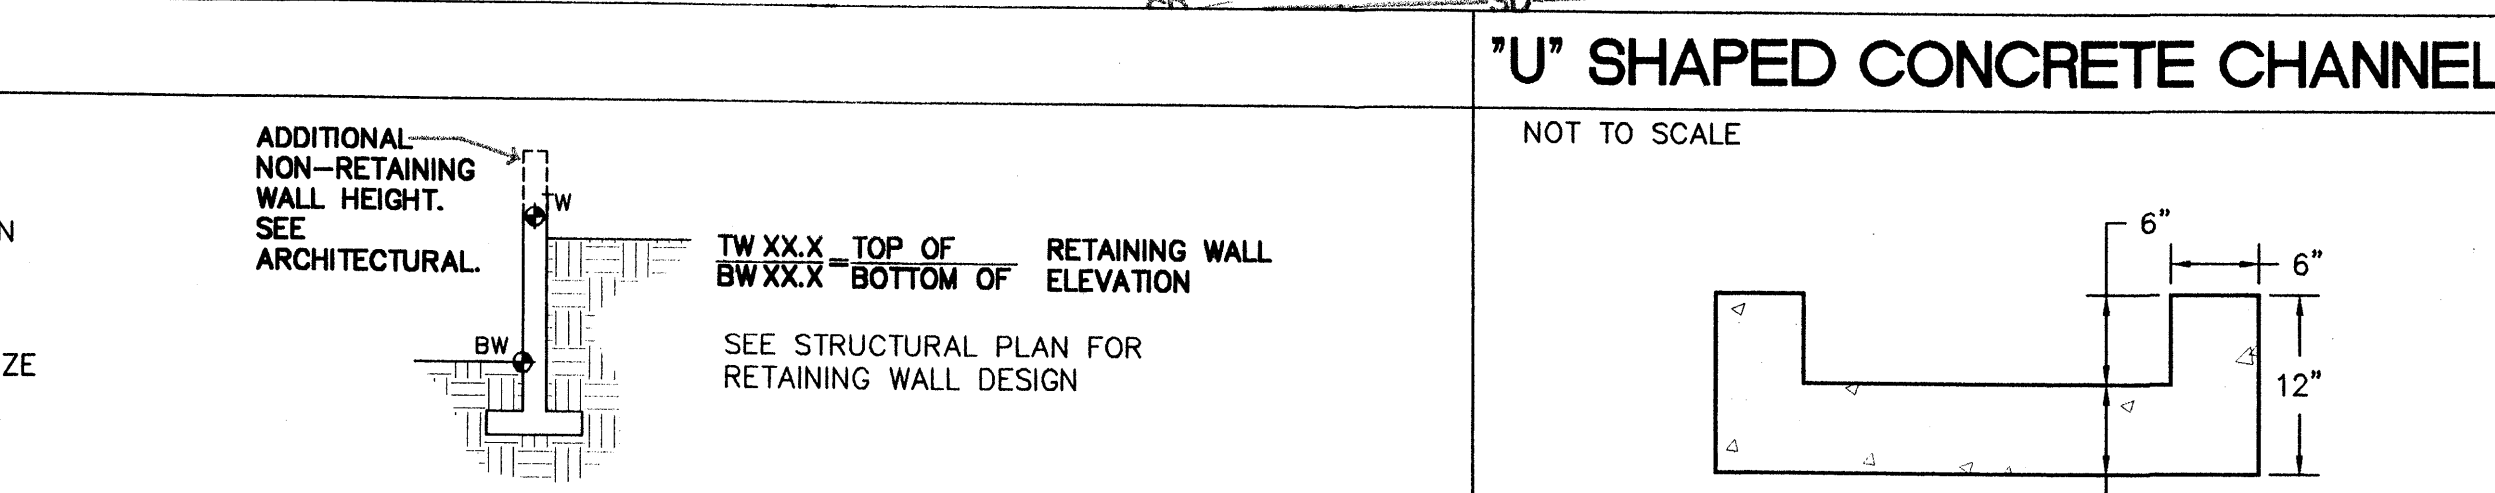 "U" SHAPED CONCRETE CHANNEL
NOT TO SCALE
ADDITIONAL
NON-RETAINING
WALL HEIGHT.
SEE
ARCHITECTURAL.
TW
BW
TW XX.X = TOP OF RETAINING WALL
BW XX.X BOTTOM OF ELEVATION
SEE STRUCTURAL PLAN FOR
RETAINING WALL DESIGN
N
ZE
6"
6"
12"